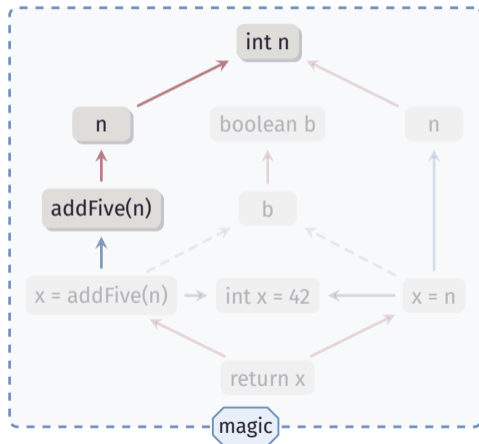 int n
n
boolean b
n
addFive(n)
b
x = addFive(n)
int x = 42
x = n
return x
magic